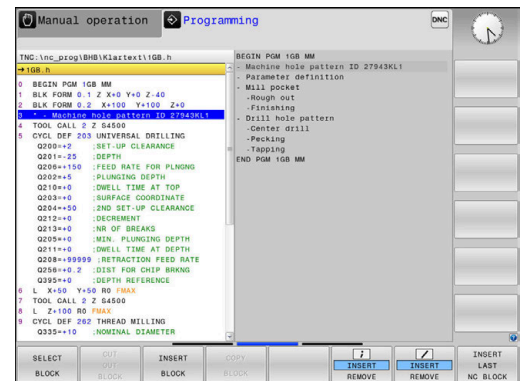 Manual operation
Programming
DNC
TNC:\nc_prog\BHB\Klartext\1GB.h
→1GB.h
0 BEGIN PGM 1GB MM
1 BLK FORM 0.1 Z X+0 Y+0 Z-40
2 BLK FORM 0.2 X+100 Y+100 Z+0
3 * - Machine hole pattern ID 27943KL1
4 TOOL CALL 2 Z S4500
5 CYCL DEF 203 UNIVERSAL DRILLING
Q200=+2 ;SET-UP CLEARANCE
Q201=-25 ;DEPTH
Q206=+150 ;FEED RATE FOR PLNGNG
Q202=+5 ;PLUNGING DEPTH
Q210=+0 ;DWELL TIME AT TOP
Q203=+0 ;SURFACE COORDINATE
Q204=+50 ;2ND SET-UP CLEARANCE
Q212=+0 ;DECREMENT
Q213=+0 ;NR OF BREAKS
Q205=+0 ;MIN. PLUNGING DEPTH
Q211=+0 ;DWELL TIME AT DEPTH
Q208=+99999 ;RETRACTION FEED RATE
Q256=+0.2 ;DIST FOR CHIP BRKNG
Q395=+0 ;DEPTH REFERENCE
6 L X+50 Y+50 R0 FMAX
7 TOOL CALL 2 Z S4500
8 L Z+100 R0 FMAX
9 CYCL DEF 262 THREAD MILLING
Q335=+10 ;NOMINAL DIAMETER
BEGIN PGM 1GB MM
- Machine hole pattern ID 27943KL1
- Parameter definition
- Mill pocket
-Rough out
-Finishing
- Drill hole pattern
-Center drill
-Pecking
-Tapping
END PGM 1GB MM
SELECT BLOCK
CUT OUT BLOCK
INSERT BLOCK
COPY BLOCK
; INSERT REMOVE
/ INSERT REMOVE
INSERT LAST NC BLOCK